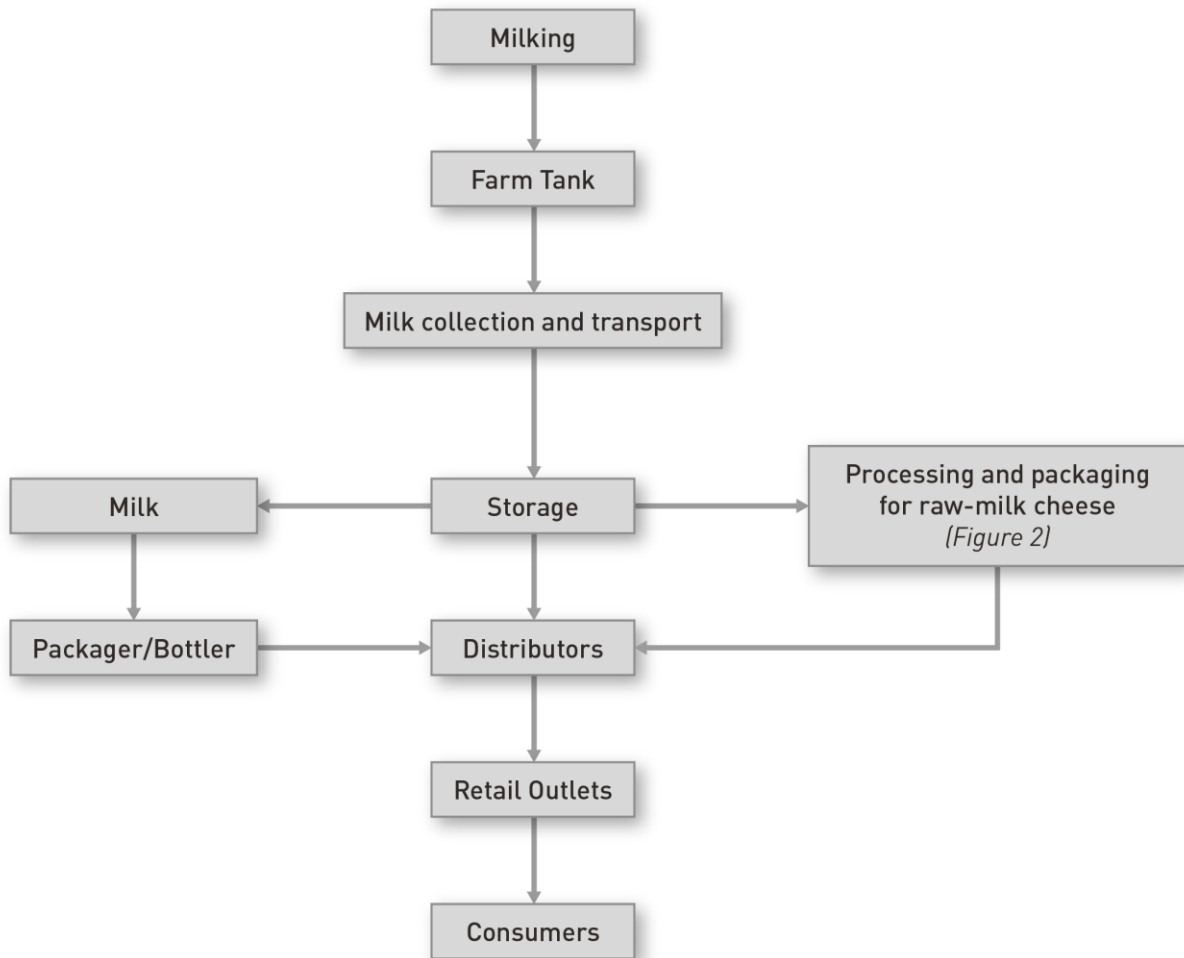 Milking
Farm Tank
Milk collection and transport
Milk
Storage
Processing and packaging
for raw-milk cheese
(Figure 2)
Packager/Bottler
Distributors
Retail Outlets
Consumers